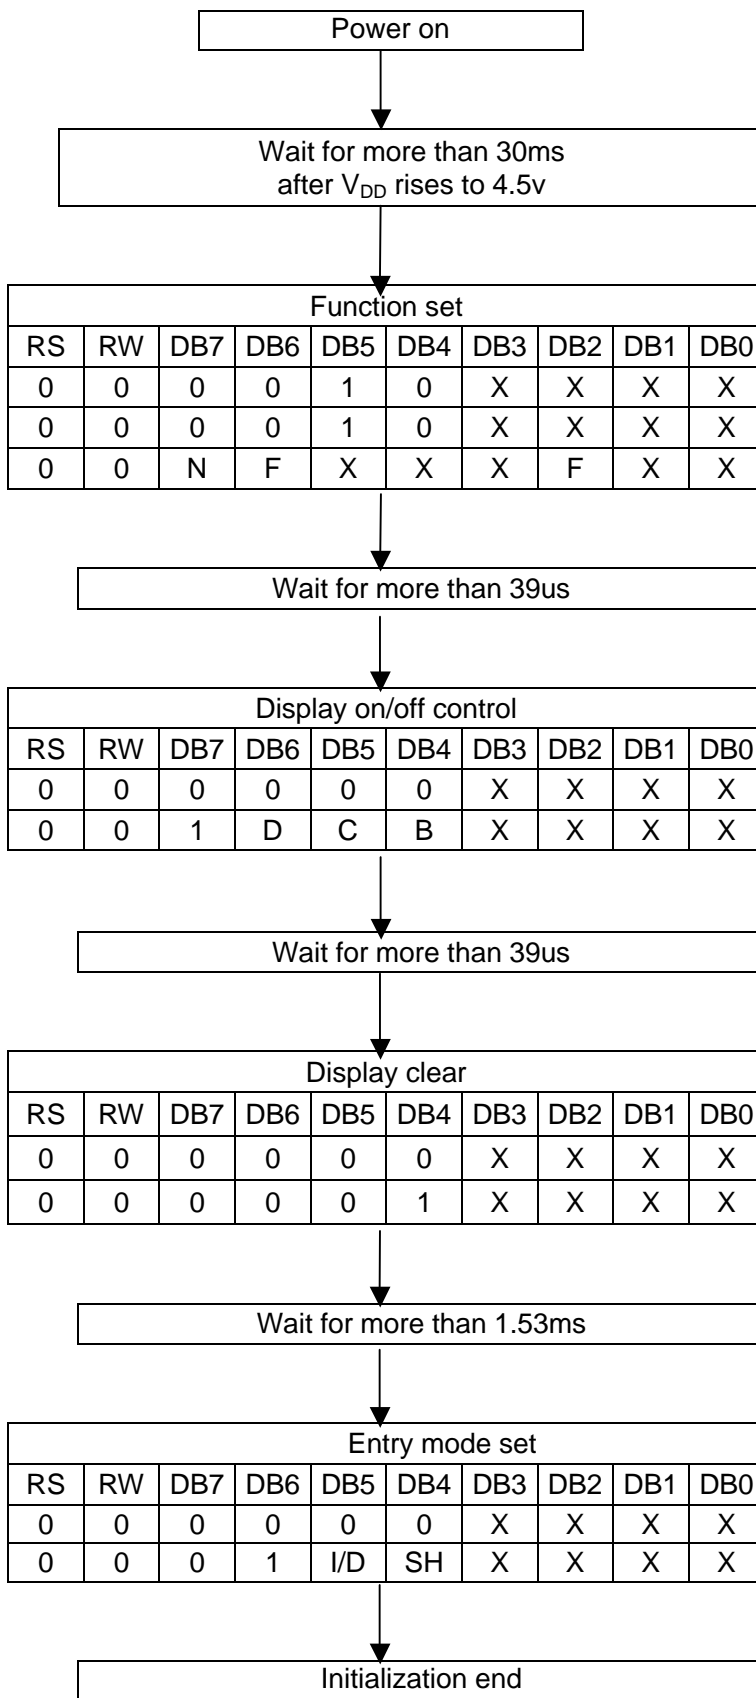 Power on
Wait for more than 30ms
after VDD rises to 4.5v
Function set
RS RW DB7 DB6 DB5 DB4 DB3 DB2 DB1 DB0
0 0 0 0 1 0 X X X X
0 0 0 0 1 0 X X X X
0 0 N F X X X F X X
Wait for more than 39us
Display on/off control
RS RW DB7 DB6 DB5 DB4 DB3 DB2 DB1 DB0
0 0 0 0 0 0 X X X X
0 0 1 D C B X X X X
Wait for more than 39us
Display clear
RS RW DB7 DB6 DB5 DB4 DB3 DB2 DB1 DB0
0 0 0 0 0 0 X X X X
0 0 0 0 0 1 X X X X
Wait for more than 1.53ms
Entry mode set
RS RW DB7 DB6 DB5 DB4 DB3 DB2 DB1 DB0
0 0 0 0 0 0 X X X X
0 0 0 1 I/D SH X X X X
Initialization end